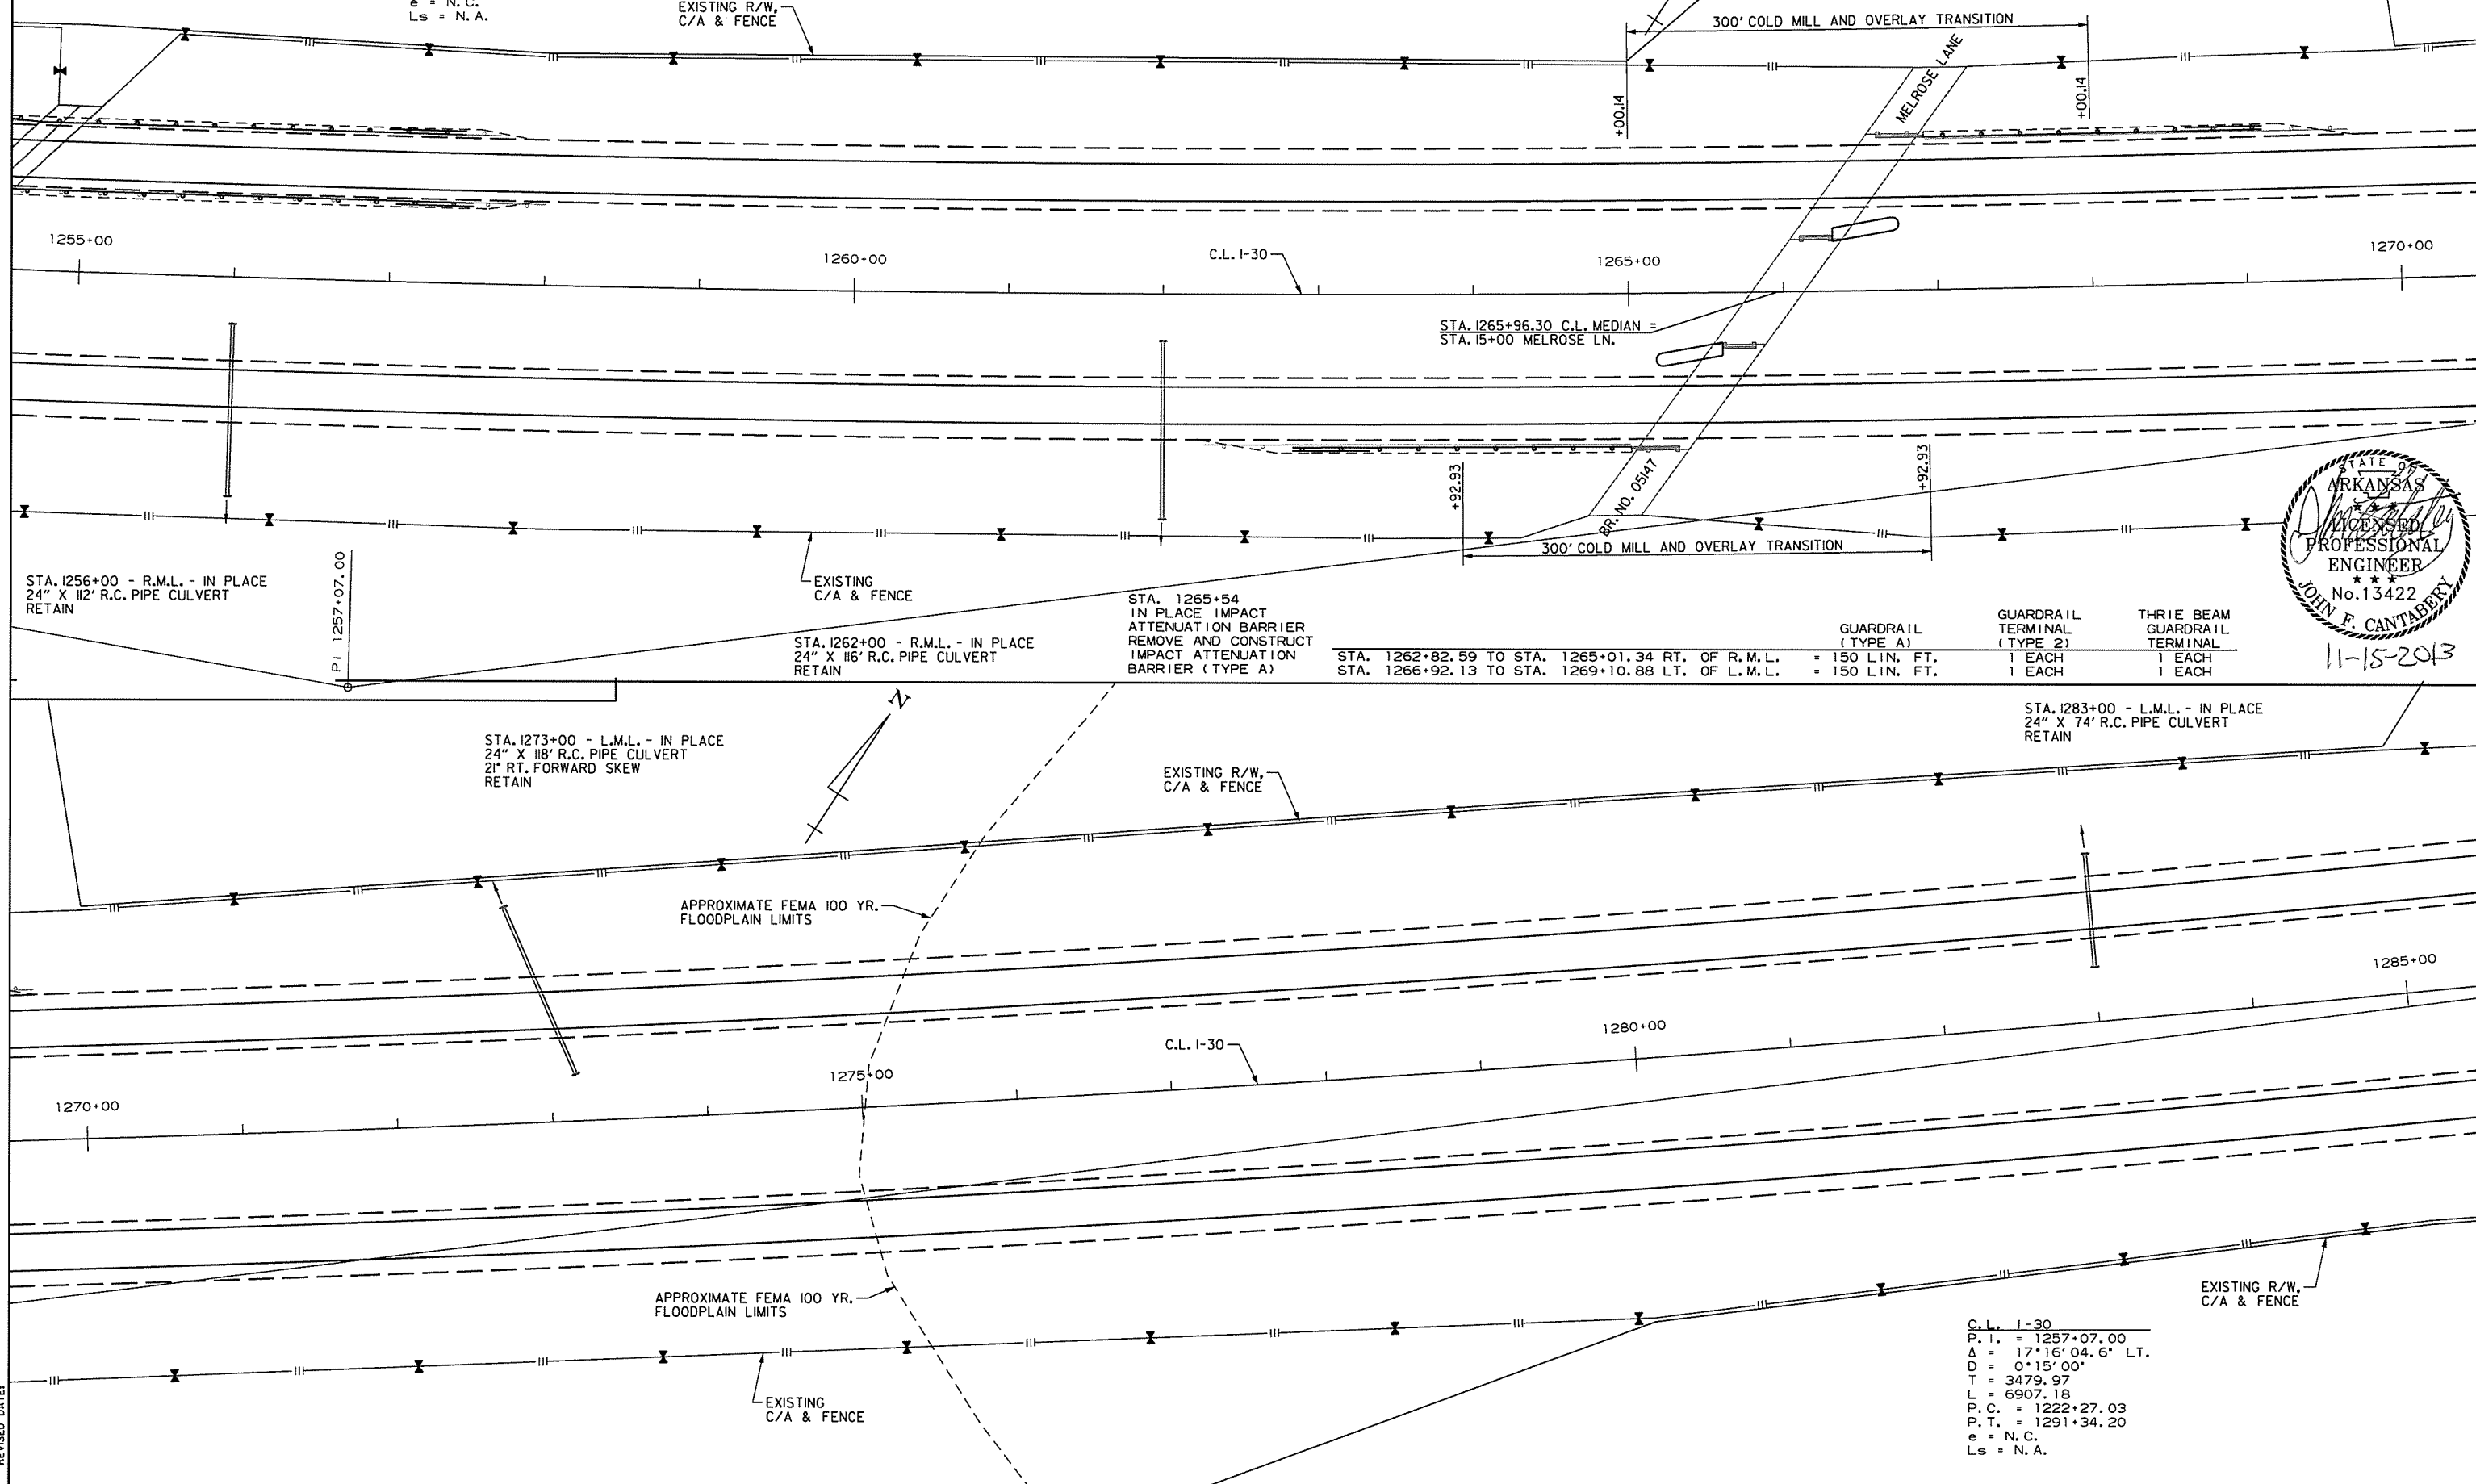 e = N.C.
Ls = N.A.
EXISTING R/W,
C/A & FENCE
300' COLD MILL AND OVERLAY TRANSITION
MELROSE LANE
+00.14
+00.14
1255+00
1260+00
C.L. I-30
1265+00
1270+00
STA. 1265+96.30 C.L. MEDIAN =
STA. 15+00 MELROSE LN.
+92.93
+92.93
BR. NO. 05147
300' COLD MILL AND OVERLAY TRANSITION
STATE OF
ARKANSAS
★ ★ ★
LICENSED
PROFESSIONAL
ENGINEER
★ ★ ★
No.13422
JOHN F. CANTABERY
11-15-2013
STA. 1256+00 - R.M.L. - IN PLACE
24" X 112' R.C. PIPE CULVERT
RETAIN
PI 1257+07.00
EXISTING
C/A & FENCE
STA. 1262+00 - R.M.L. - IN PLACE
24" X 116' R.C. PIPE CULVERT
RETAIN
STA. 1265+54
IN PLACE IMPACT
ATTENUATION BARRIER
REMOVE AND CONSTRUCT
IMPACT ATTENUATION
BARRIER (TYPE A)
GUARDRAIL
(TYPE A)
GUARDRAIL
TERMINAL
(TYPE 2)
THRIE BEAM
GUARDRAIL
TERMINAL
STA. 1262+82.59 TO STA. 1265+01.34 RT. OF R.M.L. = 150 LIN. FT. 1 EACH 1 EACH
STA. 1266+92.13 TO STA. 1269+10.88 LT. OF L.M.L. = 150 LIN. FT. 1 EACH 1 EACH
N
STA. 1273+00 - L.M.L. - IN PLACE
24" X 118' R.C. PIPE CULVERT
21° RT. FORWARD SKEW
RETAIN
STA. 1283+00 - L.M.L. - IN PLACE
24" X 74' R.C. PIPE CULVERT
RETAIN
EXISTING R/W,
C/A & FENCE
APPROXIMATE FEMA 100 YR.
FLOODPLAIN LIMITS
1285+00
1280+00
C.L. I-30
1275+00
1270+00
APPROXIMATE FEMA 100 YR.
FLOODPLAIN LIMITS
EXISTING R/W,
C/A & FENCE
EXISTING
C/A & FENCE
C.L. I-30
P.I. = 1257+07.00
Δ = 17°16'04.6" LT.
D = 0°15'00"
T = 3479.97
L = 6907.18
P.C. = 1222+27.03
P.T. = 1291+34.20
e = N.C.
Ls = N.A.
REVISED DATE: